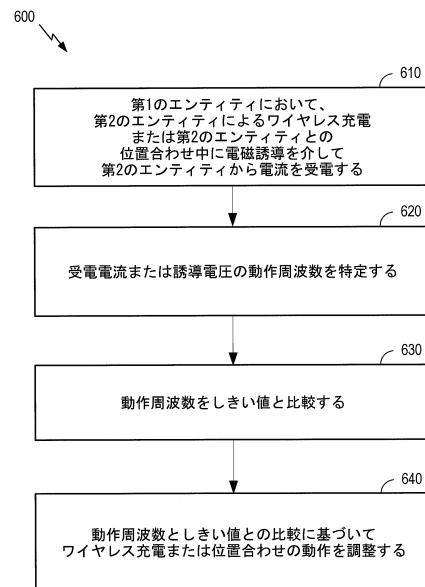 600
610
第1のエンティティにおいて、
第2のエンティティによるワイヤレス充電
または第2のエンティティとの
位置合わせ中に電磁誘導を介して
第2のエンティティから電流を受電する
620
受電電流または誘導電圧の動作周波数を特定する
630
動作周波数をしきい値と比較する
640
動作周波数としきい値との比較に基づいて
ワイヤレス充電または位置合わせの動作を調整する